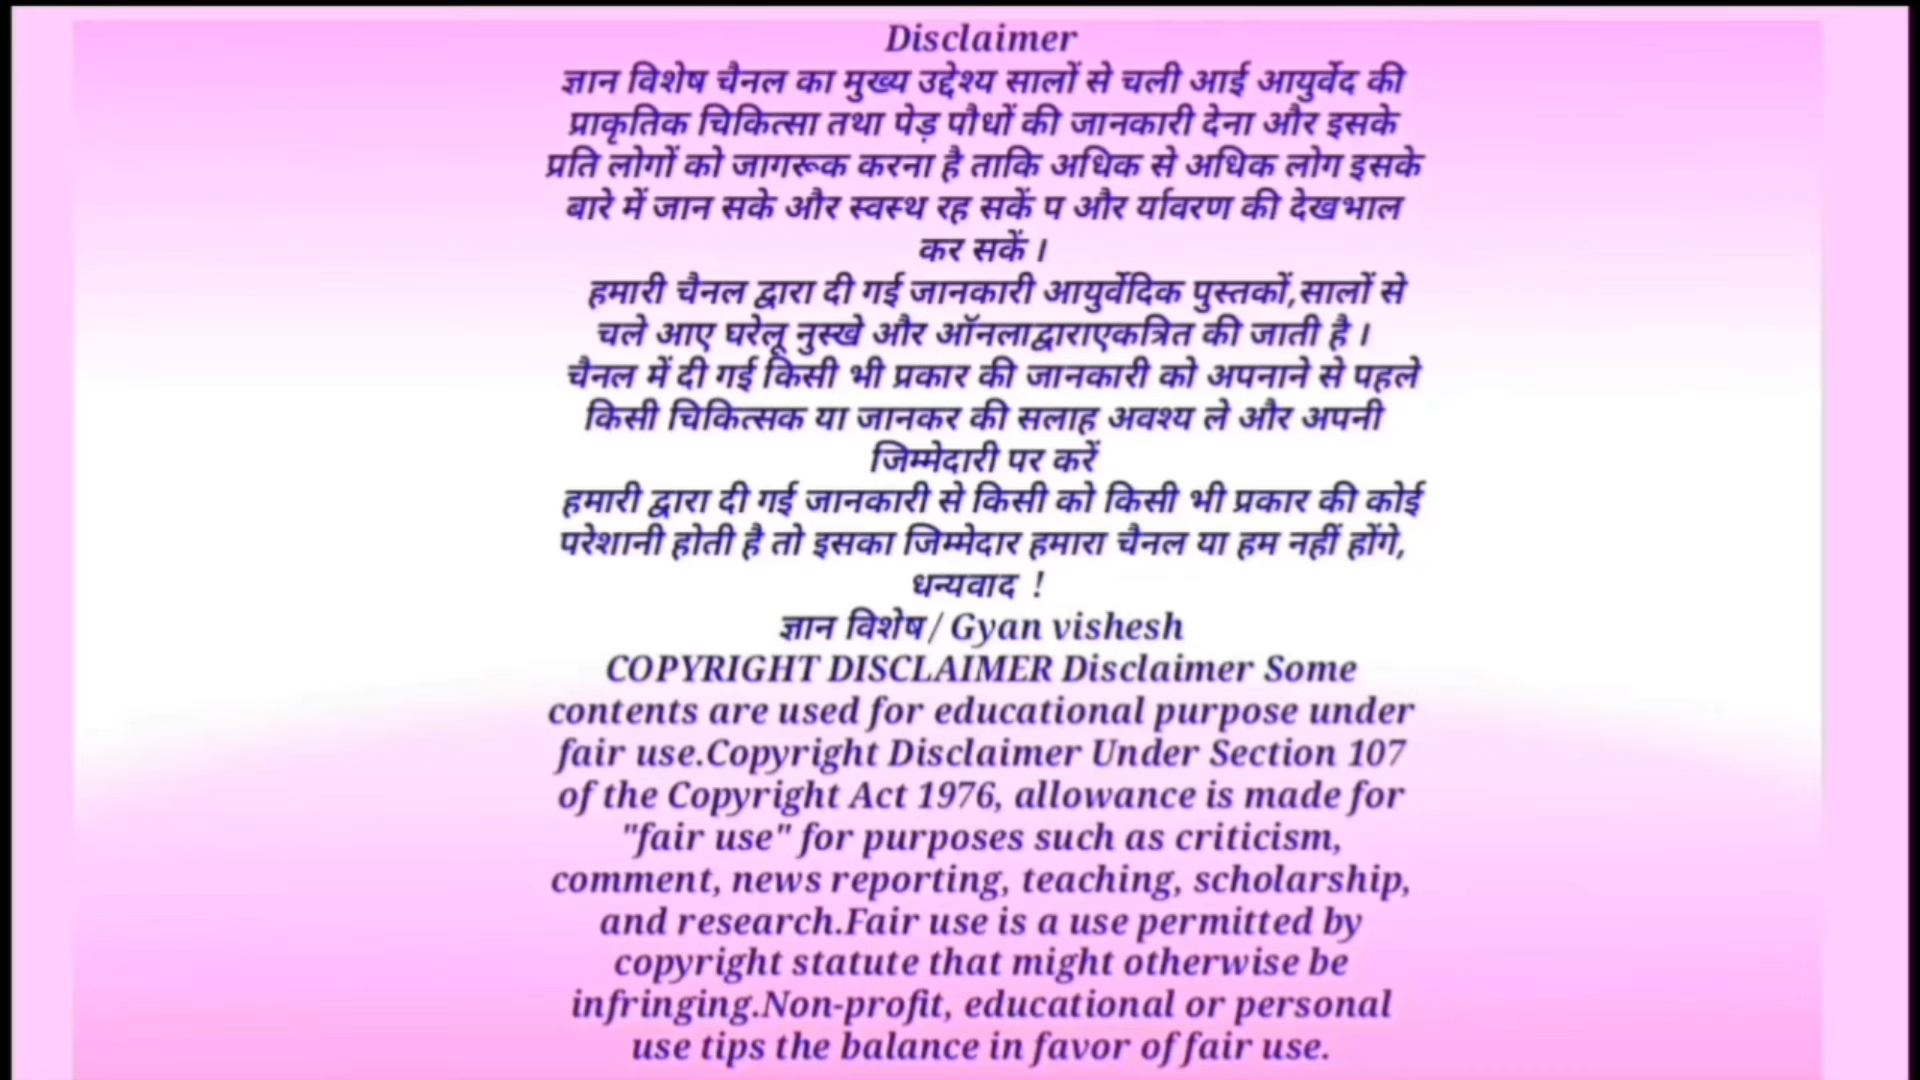 Disclaimer
ज्ञान विशेष चैनल का मुख्य उद्देश्य सालों से चली आई आयुर्वेद की
प्राकृतिक चिकित्सा तथा पेड़ पौधों की जानकारी देना और इसके
प्रति लोगों को जागरूक करना है ताकि अधिक से अधिक लोग इसके
बारे में जान सके और स्वस्थ रह सकें प और र्यावरण की देखभाल
कर सकें ।
हमारी चैनल द्वारा दी गई जानकारी आयुर्वेदिक पुस्तकों,सालों से
चले आए घरेलू नुस्खे और ऑनलाद्वाराएकत्रित की जाती है ।
चैनल में दी गई किसी भी प्रकार की जानकारी को अपनाने से पहले
किसी चिकित्सक या जानकर की सलाह अवश्य ले और अपनी
जिम्मेदारी पर करें
हमारी द्वारा दी गई जानकारी से किसी को किसी भी प्रकार की कोई
परेशानी होती है तो इसका जिम्मेदार हमारा चैनल या हम नहीं होंगे,
धन्यवाद !
ज्ञान विशेष / Gyan vishesh
COPYRIGHT DISCLAIMER Disclaimer Some
contents are used for educational purpose under
fair use.Copyright Disclaimer Under Section 107
of the Copyright Act 1976, allowance is made for
"fair use" for purposes such as criticism,
comment, news reporting, teaching, scholarship,
and research.Fair use is a use permitted by
copyright statute that might otherwise be
infringing.Non-profit, educational or personal
use tips the balance in favor of fair use.